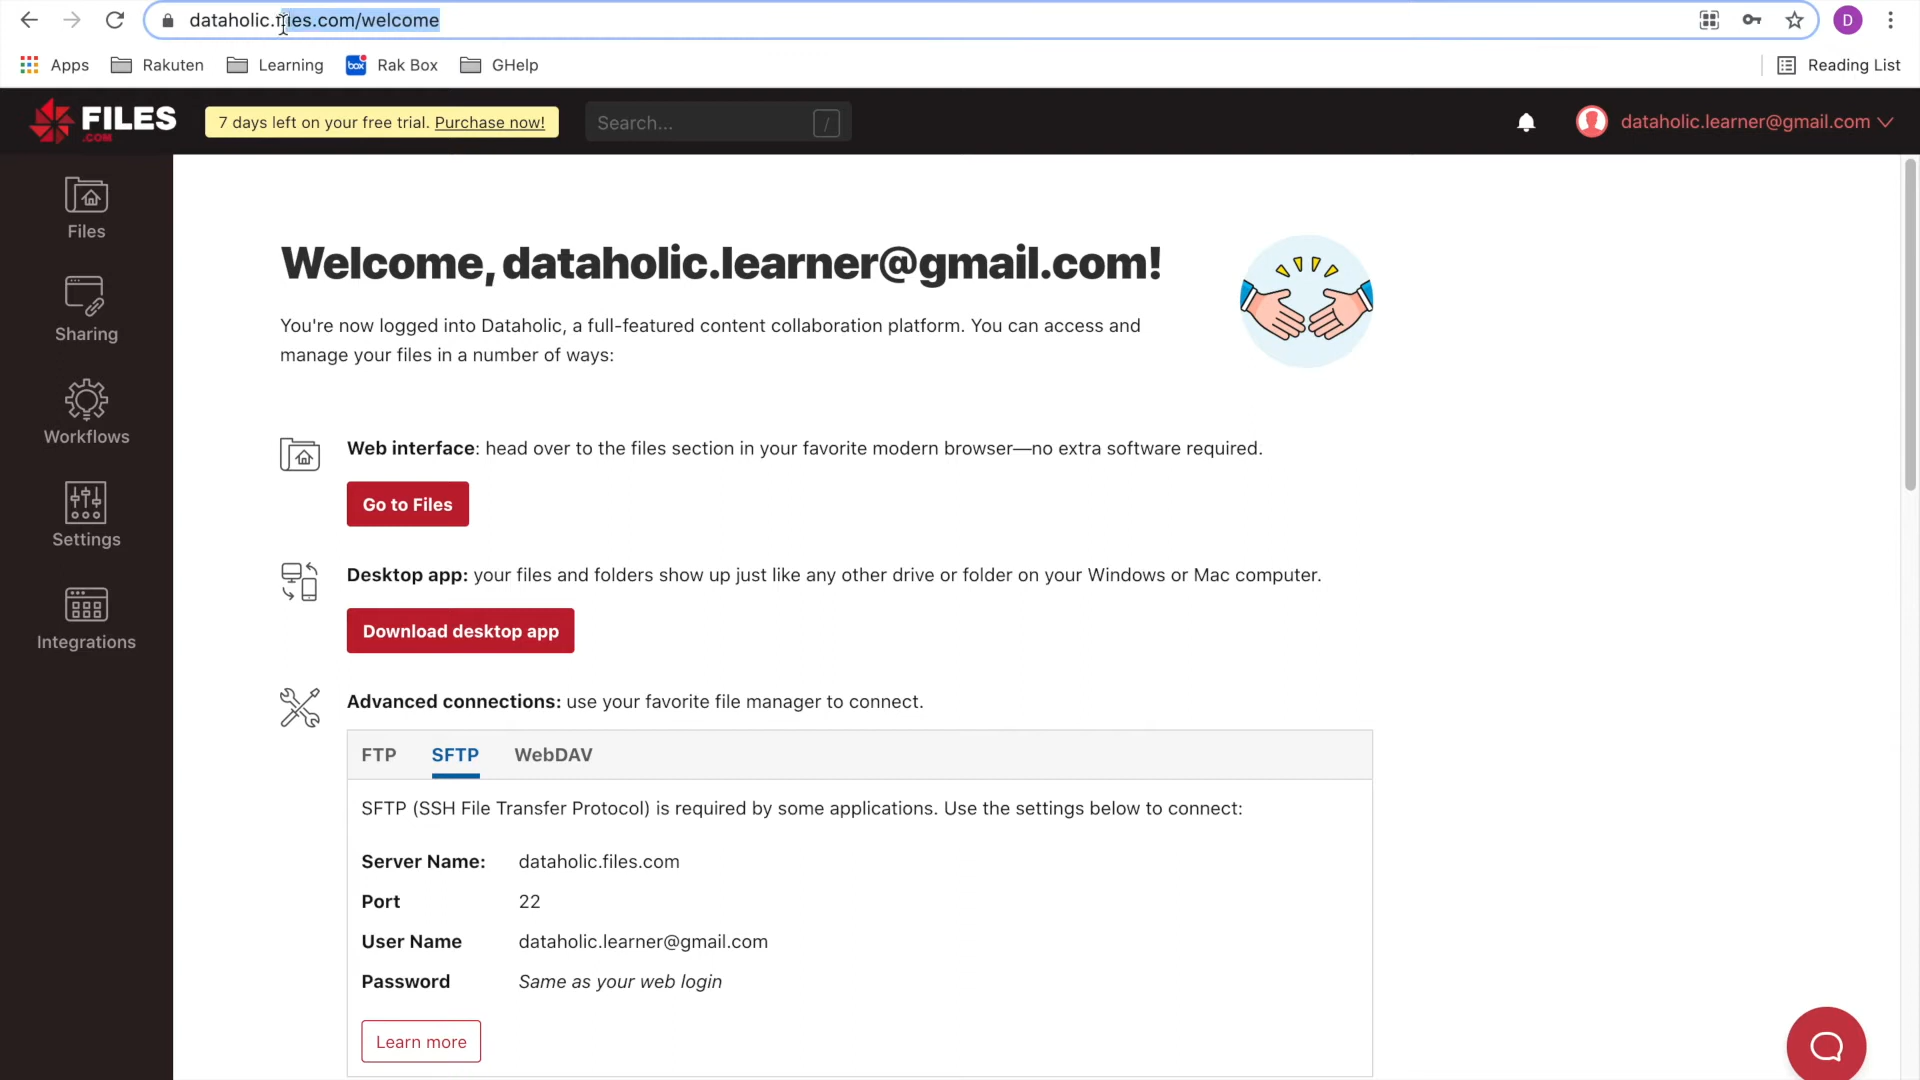 dataholic.files.com/welcome
D
Apps
Rakuten
Learning
box
Rak Box
GHelp
Reading List
FILES
.COM
7 days left on your free trial. Purchase now!
Search...
/
dataholic.learner@gmail.com
Files
Sharing
Workflows
Settings
Integrations
Welcome, dataholic.learner@gmail.com!
You're now logged into Dataholic, a full-featured content collaboration platform. You can access and
manage your files in a number of ways:
Web interface: head over to the files section in your favorite modern browser—no extra software required.
Go to Files
Desktop app: your files and folders show up just like any other drive or folder on your Windows or Mac computer.
Download desktop app
Advanced connections: use your favorite file manager to connect.
FTP SFTP WebDAV
SFTP (SSH File Transfer Protocol) is required by some applications. Use the settings below to connect:
Server Name: dataholic.files.com
Port 22
User Name dataholic.learner@gmail.com
Password Same as your web login
Learn more